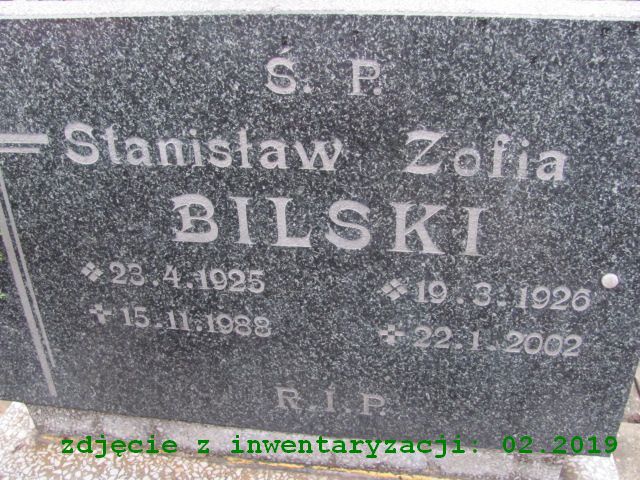 Ś. P.
Stanisław Zofia
BILSKI
23.4.1925 19.3.1926
15.11.1988 22.1.2002
R.I.P.
zdjęcie z inwentaryzacji: 02.2019